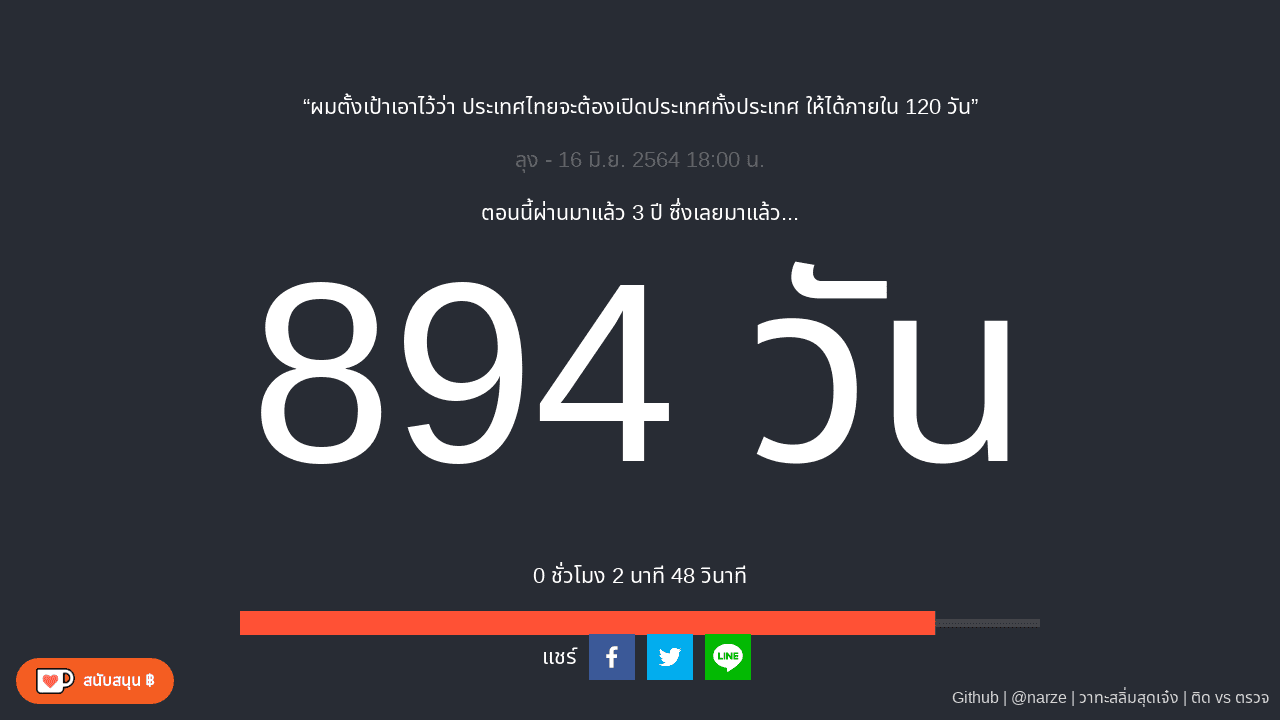 “ผมตั้งเป้าเอาไว้ว่า ประเทศไทยจะต้องเปิดประเทศทั้งประเทศ ให้ได้ภายใน 120 วัน”
ลุง - 16 มิ.ย. 2564 18:00 น.
ตอนนี้ผ่านมาแล้ว 3 ปี ซึ่งเลยมาแล้ว...
894 วัน
0 ชั่วโมง 2 นาที 48 วินาที
แชร์
LINE
สนับสนุน ฿
Github | @narze | วาทะสลิ่มสุดเจ๋ง | ติด vs ตรวจ